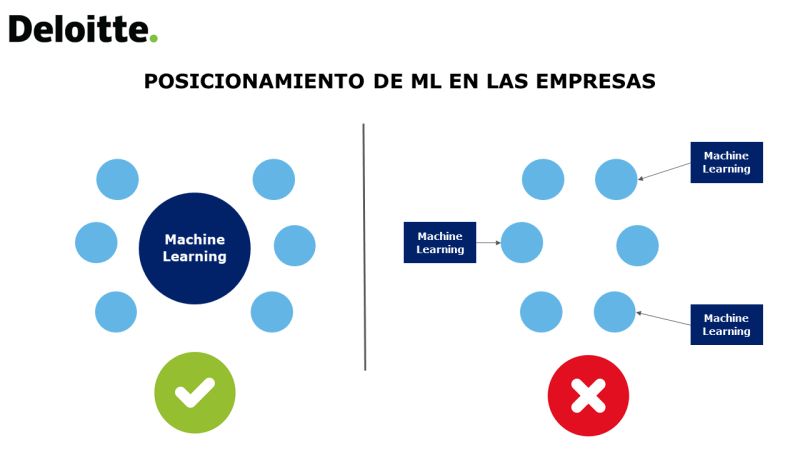 Deloitte.
POSICIONAMIENTO DE ML EN LAS EMPRESAS
Machine
Learning
Machine
Learning
Machine
Learning
Machine
Learning